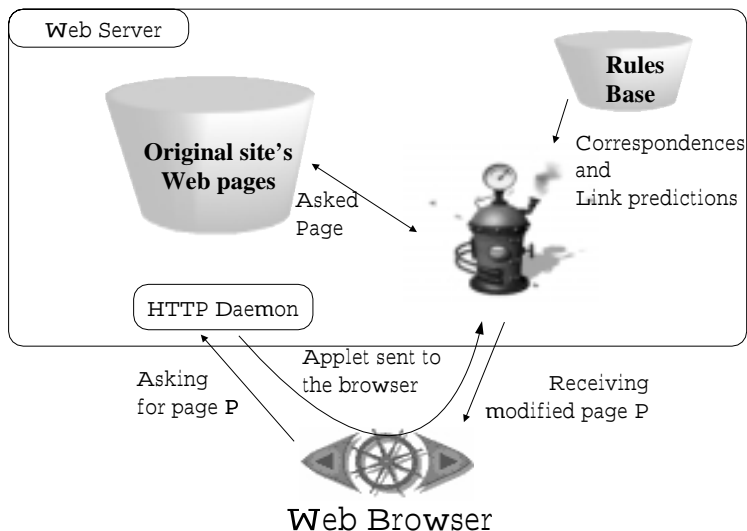 Web Server
Rules
Base
Original site's
Web pages
Correspondences
and
Link predictions
Asked
Page
HTTP Daemon
Asking
for page P
Applet sent to
the browser
Receiving
modified page P
Web Browser